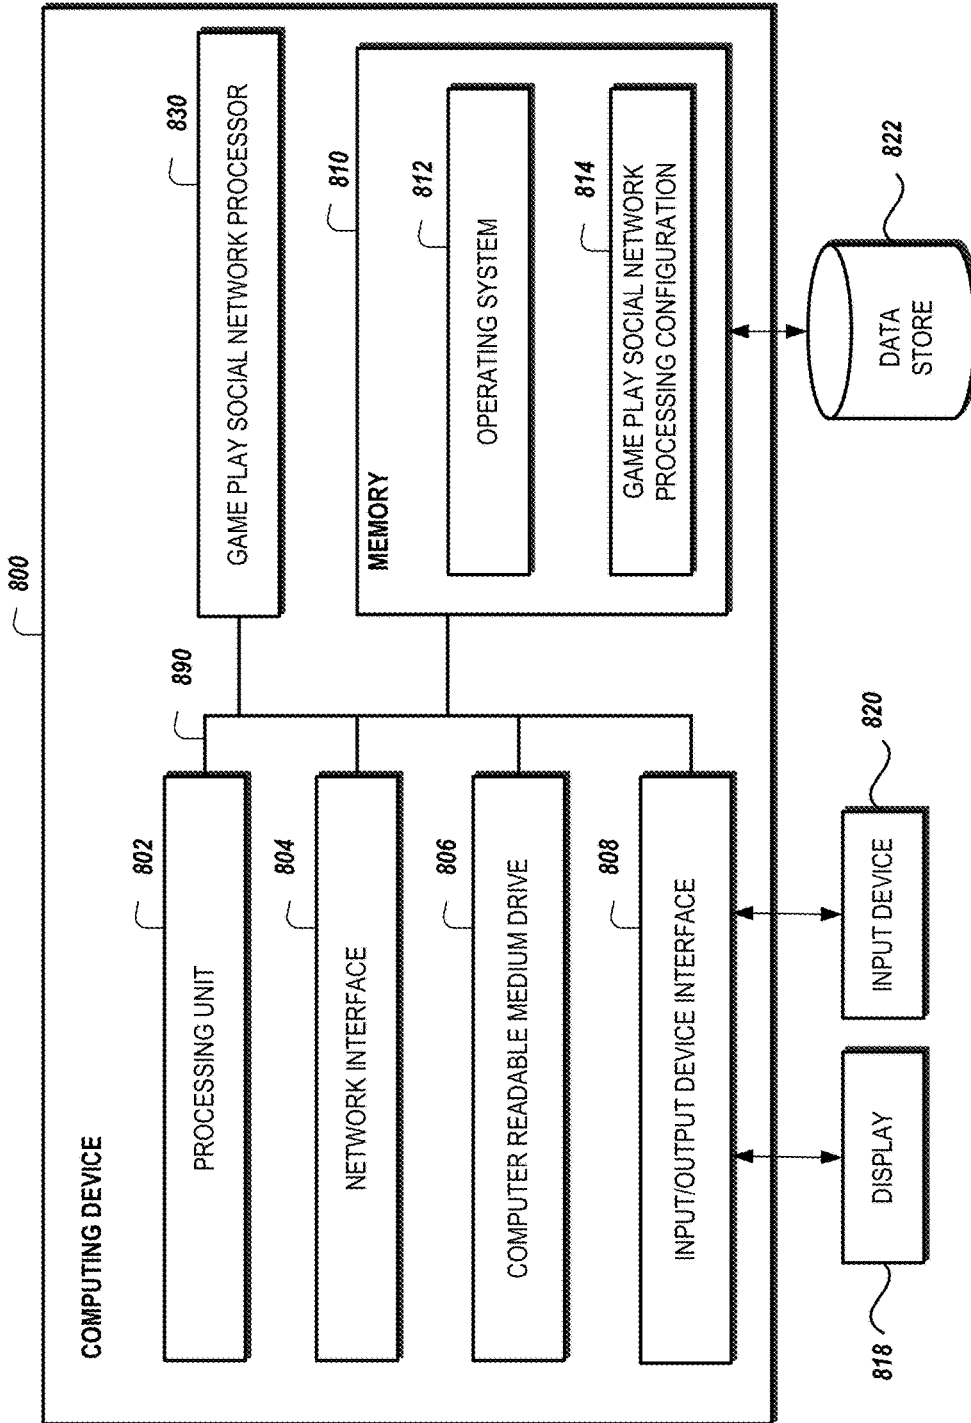 800
COMPUTING DEVICE
802
PROCESSING UNIT
804
NETWORK INTERFACE
806
COMPUTER READABLE MEDIUM DRIVE
808
INPUT/OUTPUT DEVICE INTERFACE
890
830
GAME PLAY SOCIAL NETWORK PROCESSOR
810
MEMORY
812
OPERATING SYSTEM
814
GAME PLAY SOCIAL NETWORK
PROCESSING CONFIGURATION
818
DISPLAY
INPUT DEVICE
820
DATA
STORE
822